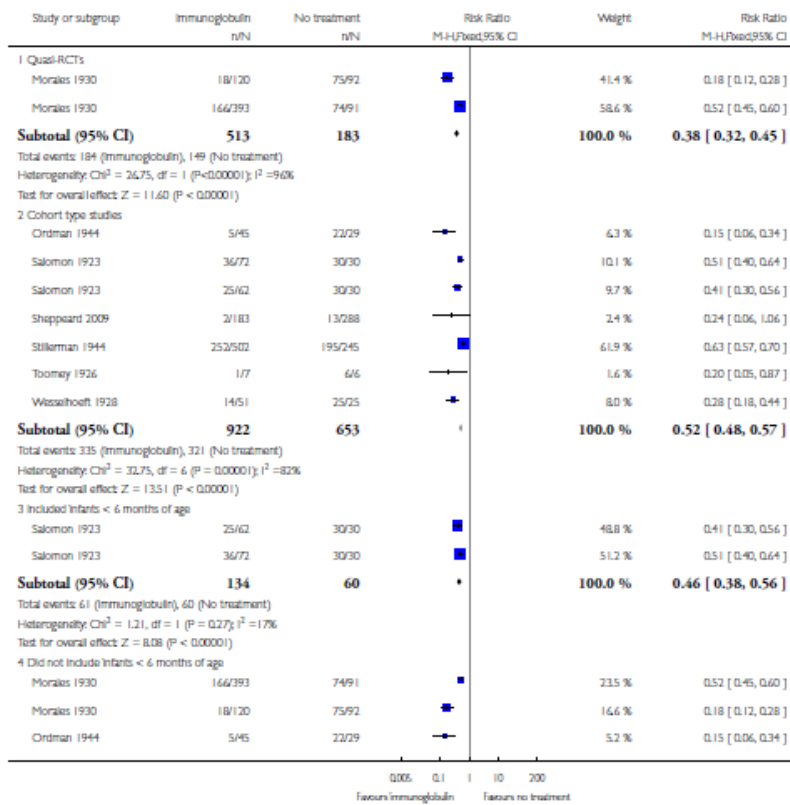 Study or subgroup Immunoglobulin No treatment Risk Ratio Weight Risk Ratio
n/N n/N M-H,Fixed,95% CI M-H,Fixed,95% CI
1 Quasi-RCTs
Morales 1930 18/120 75/92 41.4 % 0.18 [ 0.12, 0.28 ]
Morales 1930 166/393 74/91 58.6 % 0.52 [ 0.45, 0.60 ]
Subtotal (95% CI) 513 183 100.0 % 0.38 [ 0.32, 0.45 ]
Total events: 184 (Immunoglobulin), 149 (No treatment)
Heterogeneity: Chi² = 26.75, df = 1 (P<0.00001); I² =96%
Test for overall effect: Z = 11.60 (P < 0.00001)
2 Cohort type studies
Ordman 1944 5/45 22/29 6.3 % 0.15 [ 0.06, 0.34 ]
Salomon 1923 36/72 30/30 10.1 % 0.51 [ 0.40, 0.64 ]
Salomon 1923 25/62 30/30 9.7 % 0.41 [ 0.30, 0.56 ]
Sheppeard 2009 2/183 13/288 2.4 % 0.24 [ 0.06, 1.06 ]
Stillerman 1944 252/502 195/245 61.9 % 0.63 [ 0.57, 0.70 ]
Toomey 1926 1/7 6/6 1.6 % 0.20 [ 0.05, 0.87 ]
Wesselhoeft 1928 14/51 25/25 8.0 % 0.28 [ 0.18, 0.44 ]
Subtotal (95% CI) 922 653 100.0 % 0.52 [ 0.48, 0.57 ]
Total events: 335 (Immunoglobulin), 321 (No treatment)
Heterogeneity: Chi² = 32.75, df = 6 (P = 0.00001); I² =82%
Test for overall effect: Z = 13.51 (P < 0.00001)
3 Included infants < 6 months of age
Salomon 1923 25/62 30/30 48.8 % 0.41 [ 0.30, 0.56 ]
Salomon 1923 36/72 30/30 51.2 % 0.51 [ 0.40, 0.64 ]
Subtotal (95% CI) 134 60 100.0 % 0.46 [ 0.38, 0.56 ]
Total events: 61 (Immunoglobulin), 60 (No treatment)
Heterogeneity: Chi² = 1.21, df = 1 (P = 0.27); I² =17%
Test for overall effect: Z = 8.08 (P < 0.00001)
4 Did not include infants < 6 months of age
Morales 1930 166/393 74/91 23.5 % 0.52 [ 0.45, 0.60 ]
Morales 1930 18/120 75/92 16.6 % 0.18 [ 0.12, 0.28 ]
Ordman 1944 5/45 22/29 5.2 % 0.15 [ 0.06, 0.34 ]
0.005 0.1 1 10 200
Favours immunoglobulin Favours no treatment